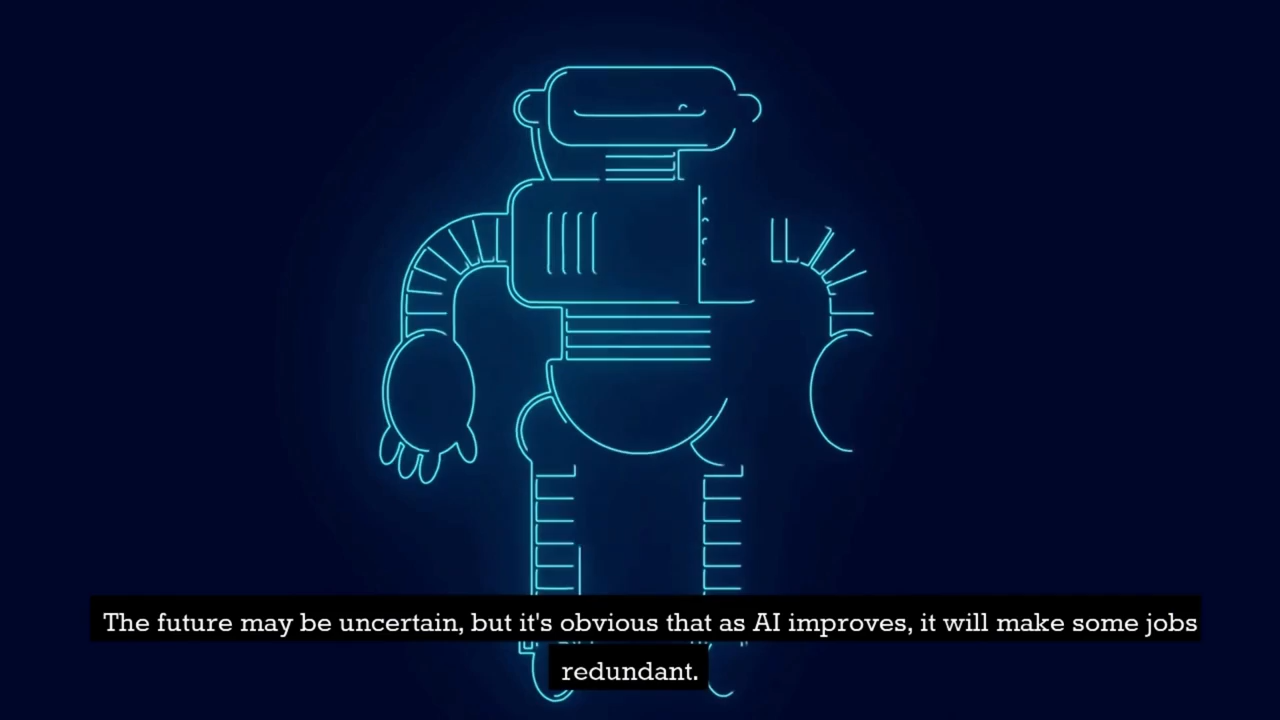 The future may be uncertain, but it's obvious that as AI improves, it will make some jobs
redundant.